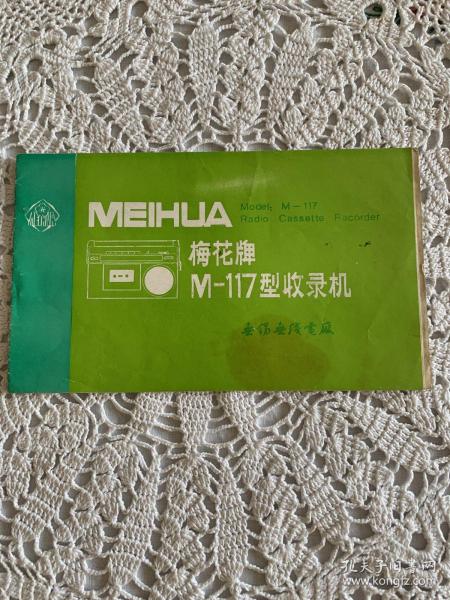 MEIHUA
Model: M-117
Radio Cassette Recorder
梅花牌
M-117型收录机
无锡无线电厂
孔夫子旧书网
www.kongfz.com